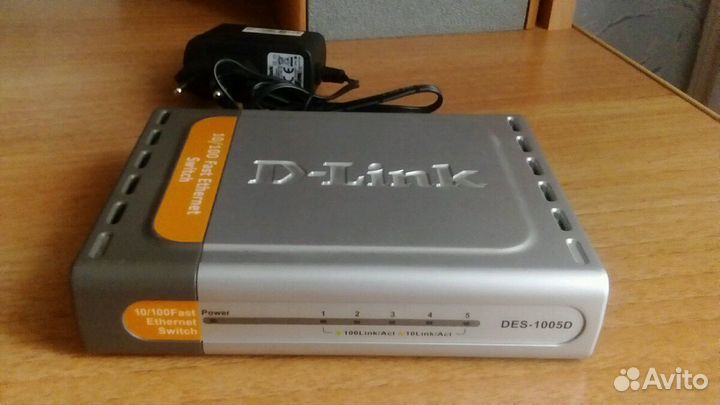 10/100 Fast Ethernet
Switch
D-Link
10/100Fast
Ethernet
Switch
Power
1 2 3 4 5
100Link/Act 10Link/Act
DES-1005D
Avito